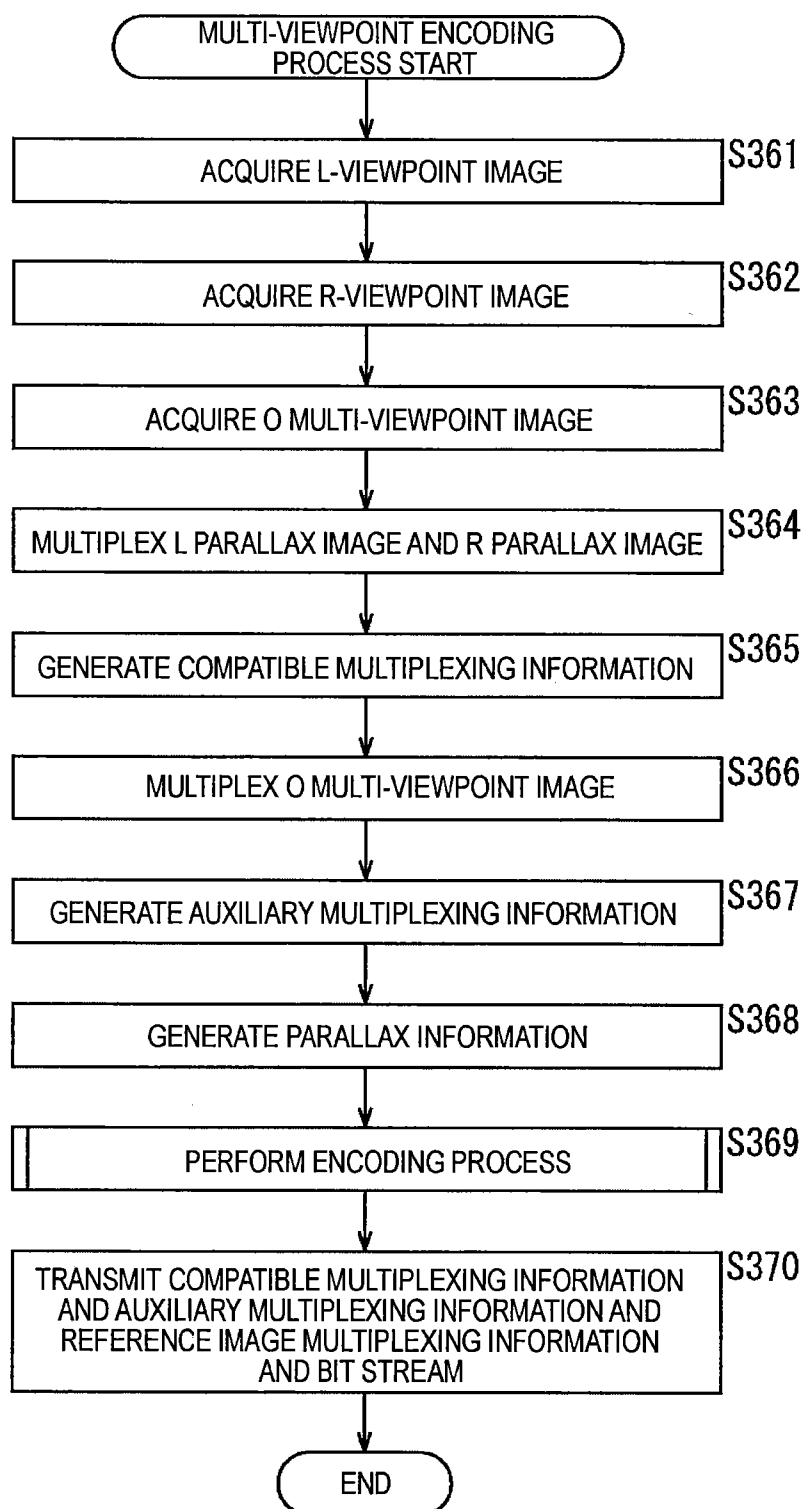 MULTI-VIEWPOINT ENCODING
PROCESS START
S361
ACQUIRE L-VIEWPOINT IMAGE
S362
ACQUIRE R-VIEWPOINT IMAGE
S363
ACQUIRE O MULTI-VIEWPOINT IMAGE
S364
MULTIPLEX L PARALLAX IMAGE AND R PARALLAX IMAGE
S365
GENERATE COMPATIBLE MULTIPLEXING INFORMATION
S366
MULTIPLEX O MULTI-VIEWPOINT IMAGE
S367
GENERATE AUXILIARY MULTIPLEXING INFORMATION
S368
GENERATE PARALLAX INFORMATION
S369
PERFORM ENCODING PROCESS
S370
TRANSMIT COMPATIBLE MULTIPLEXING INFORMATION
AND AUXILIARY MULTIPLEXING INFORMATION AND
REFERENCE IMAGE MULTIPLEXING INFORMATION
AND BIT STREAM
END